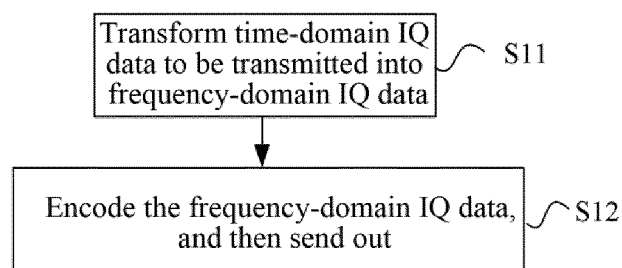 Transform time-domain IQ
data to be transmitted into
frequency-domain IQ data
S11
Encode the frequency-domain IQ data,
and then send out
S12